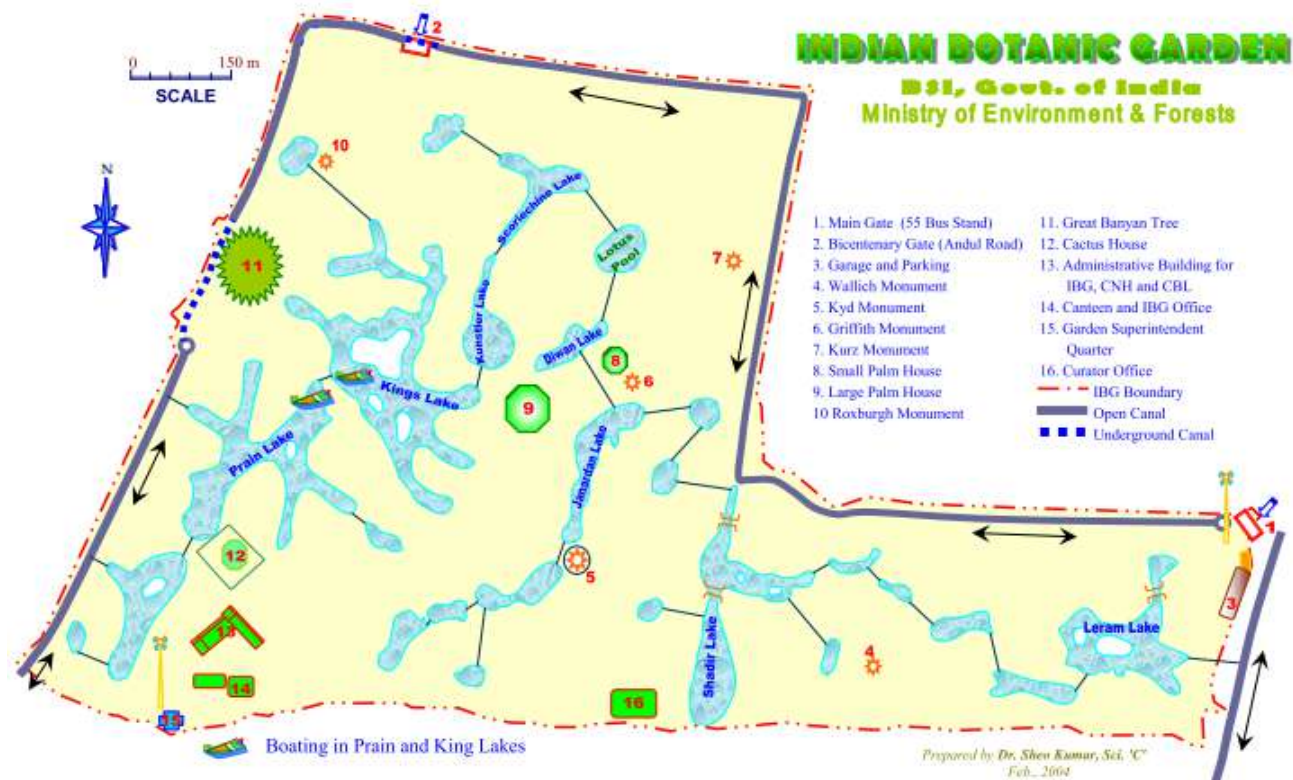 INDIAN BOTANIC GARDEN
BSI, Govt. of India
Ministry of Environment & Forests
0 150 m
SCALE
N
1. Main Gate (55 Bus Stand)
2. Bicentenary Gate (Andul Road)
3. Garage and Parking
4. Wallich Monument
5. Kyd Monument
6. Griffith Monument
7. Kurz Monument
8. Small Palm House
9. Large Palm House
10 Roxburgh Monument
11. Great Banyan Tree
12. Cactus House
13. Administrative Building for
IBG, CNH and CBL
14. Canteen and IBG Office
15. Garden Superintendent
Quarter
16. Curator Office
IBG Boundary
Open Canal
Underground Canal
2
10
Scoriechine Lake
Lotus
Pool
7
11
Kunstler Lake
Diwan Lake
8
6
Kings Lake
9
Prain Lake
Janardan Lake
1
12
5
3
13
Leram Lake
4
Shadir Lake
14
16
15
Boating in Prain and King Lakes
Prepared by Dr. Sheo Kumar, Sci. 'C'
Feb., 2004